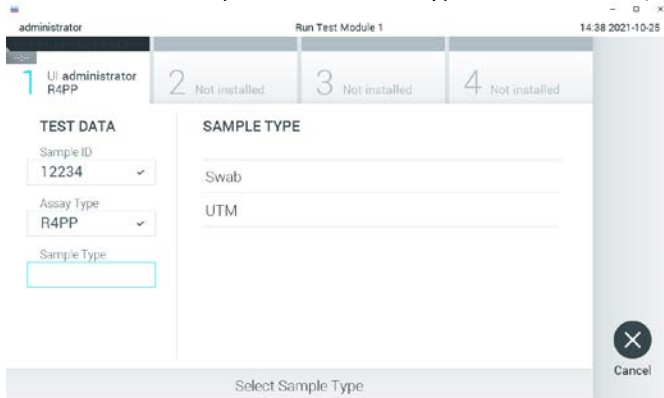 administrator Run Test Module 1 14:38 2021-10-25
1 UI administrator
R4PP
2 Not installed
3 Not installed
4 Not installed
TEST DATA
Sample ID
12234
Assay Type
R4PP
Sample Type
SAMPLE TYPE
Swab
UTM
Cancel
Select Sample Type